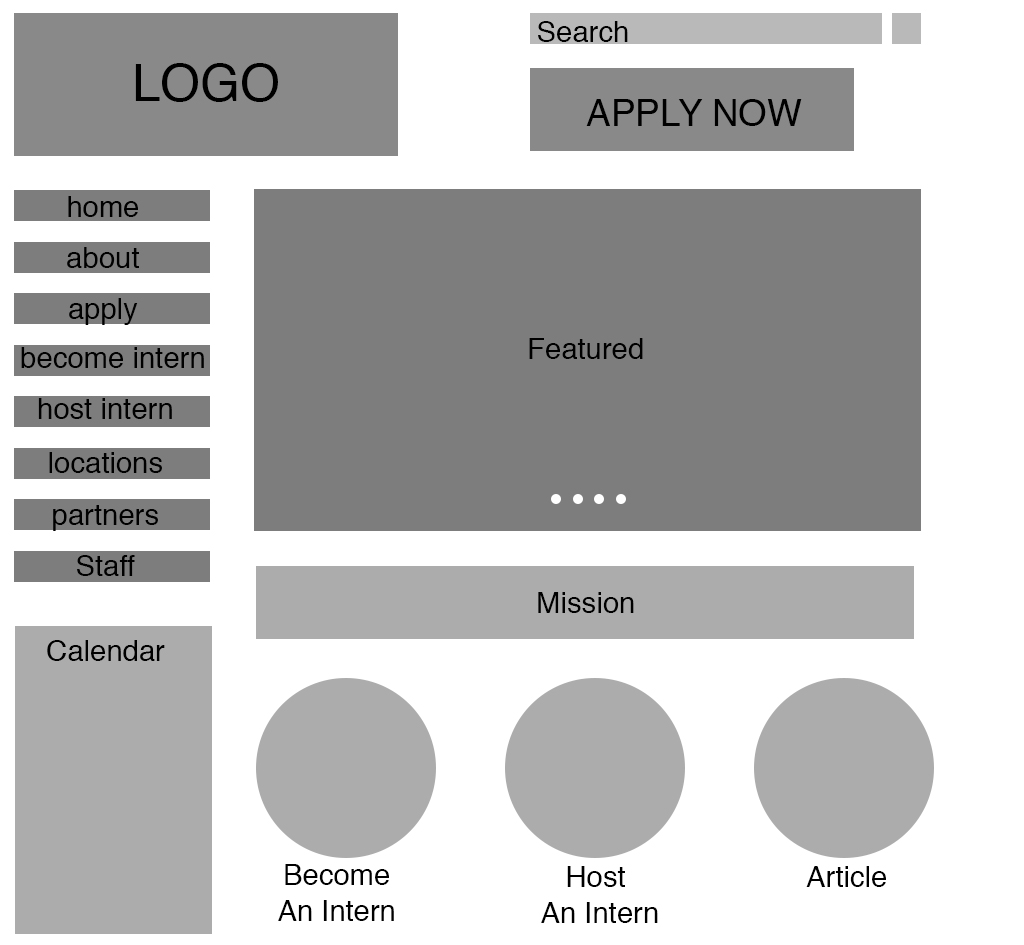 LOGO
Search
APPLY NOW
home
about
apply
become intern
host intern
locations
partners
Staff
Calendar
Featured
Mission
Become
An Intern
Host
An Intern
Article